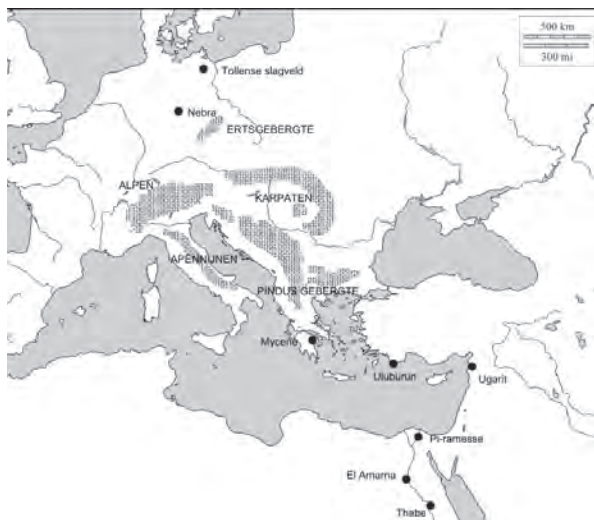 500 km
300 mi
Tollense slagveld
Nebra
ERTSGEBERGTE
ALPEN
KARPATEN
APENNIJNEN
PINDUS GEBERGTE
Mycene
Uluburun
Ugarit
Pi-ramesse
El Amarna
Thebe